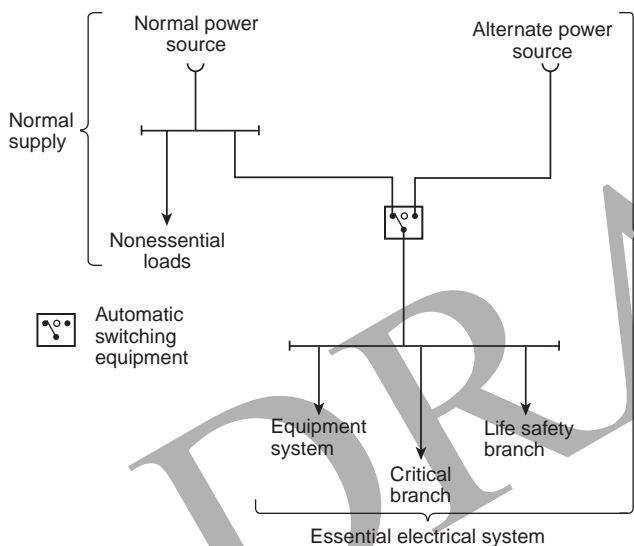 Normal power
source
Alternate power
source
Normal
supply
Nonessential
loads
Automatic
switching
equipment
Equipment
system
Critical
branch
Life safety
branch
Essential electrical system
DRA